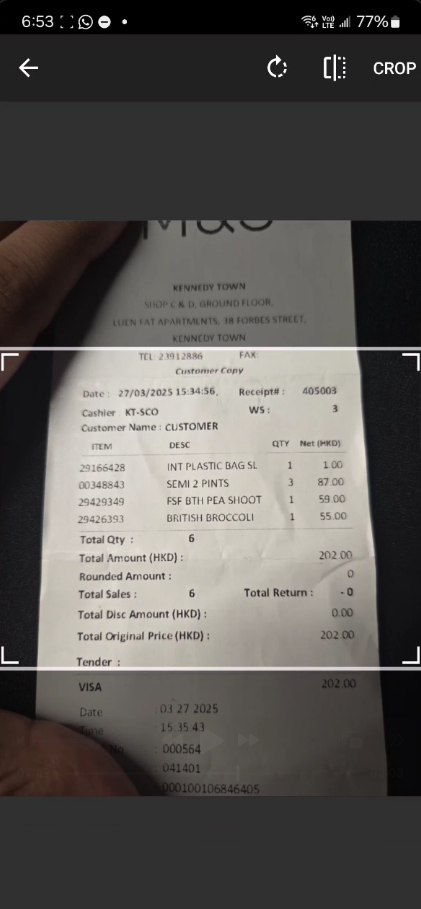 6:53 77%
CROP
M&S
KENNEDY TOWN
SHOP C & D, GROUND FLOOR,
LUEN FAT APARTMENTS, 38 FORBES STREET,
KENNEDY TOWN
TEL: 23912886 FAX:
Customer Copy
Date : 27/03/2025 15:34:56, Receipt# : 405003
Cashier KT-SCO WS : 3
Customer Name : CUSTOMER
ITEM DESC QTY Net (HKD)
29166428 INT PLASTIC BAG SL 1 1.00
00348843 SEMI 2 PINTS 3 87.00
29429349 FSF BTH PEA SHOOT 1 59.00
29426393 BRITISH BROCCOLI 1 55.00
Total Qty : 6
Total Amount (HKD) : 202.00
Rounded Amount : 0
Total Sales : 6 Total Return : - 0
Total Disc Amount (HKD) : 0.00
Total Original Price (HKD) : 202.00
Tender :
VISA 202.00
Date 03 27 2025
Time 15:35:43
No : 000564
: 041401
000100106846405